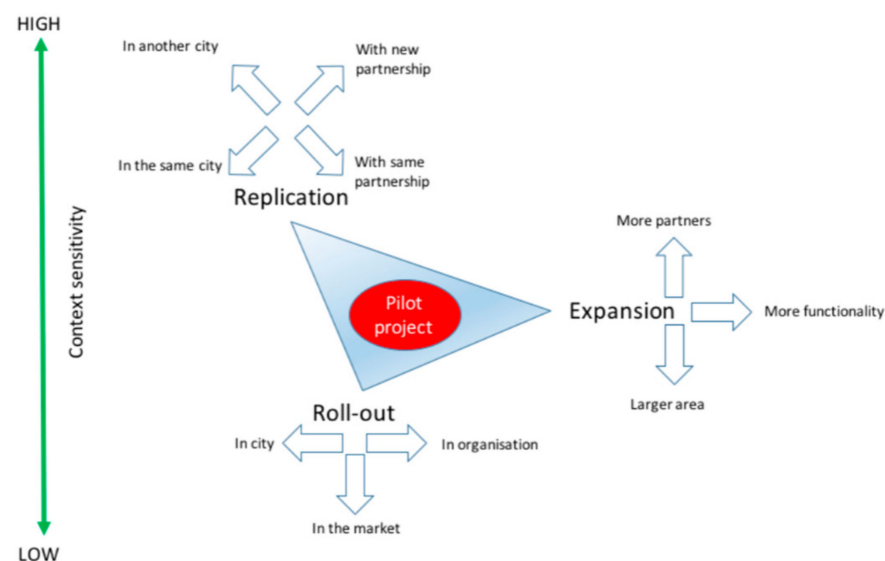 HIGH
In another city
With new
partnership
In the same city
With same
partnership
Replication
Context sensitivity
More partners
Pilot
project
Expansion
More functionality
Larger area
Roll-out
In city
In organisation
In the market
LOW